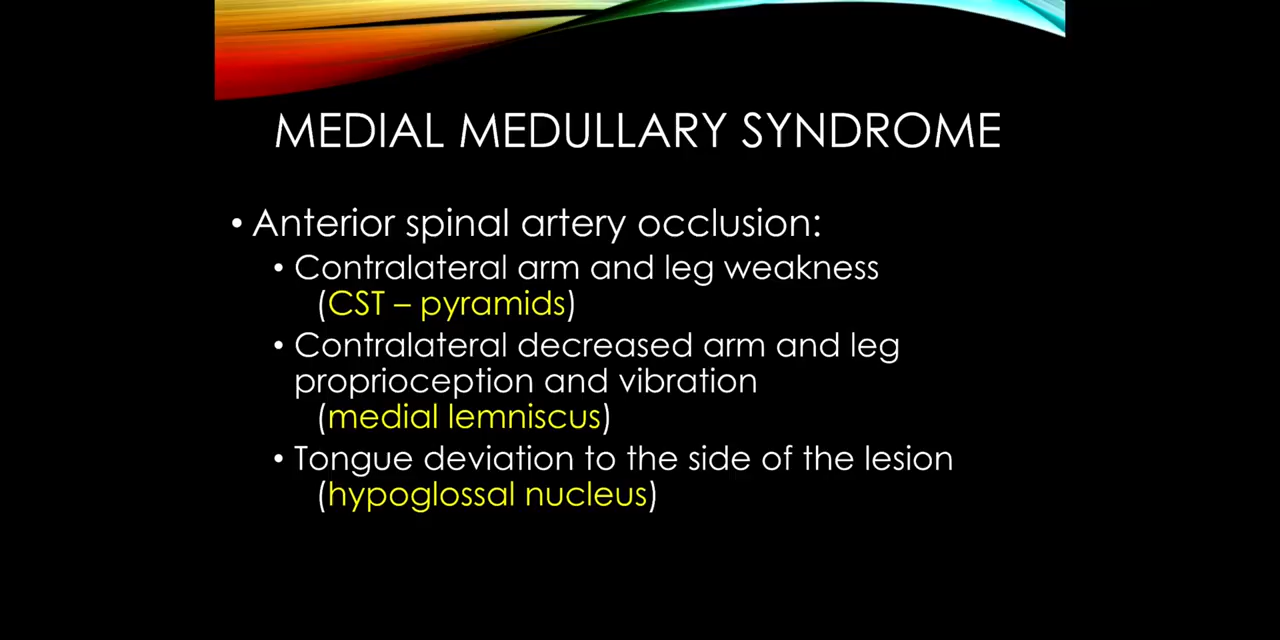 MEDIAL MEDULLARY SYNDROME
• Anterior spinal artery occlusion:
• Contralateral arm and leg weakness
(CST – pyramids)
• Contralateral decreased arm and leg
proprioception and vibration
(medial lemniscus)
• Tongue deviation to the side of the lesion
(hypoglossal nucleus)